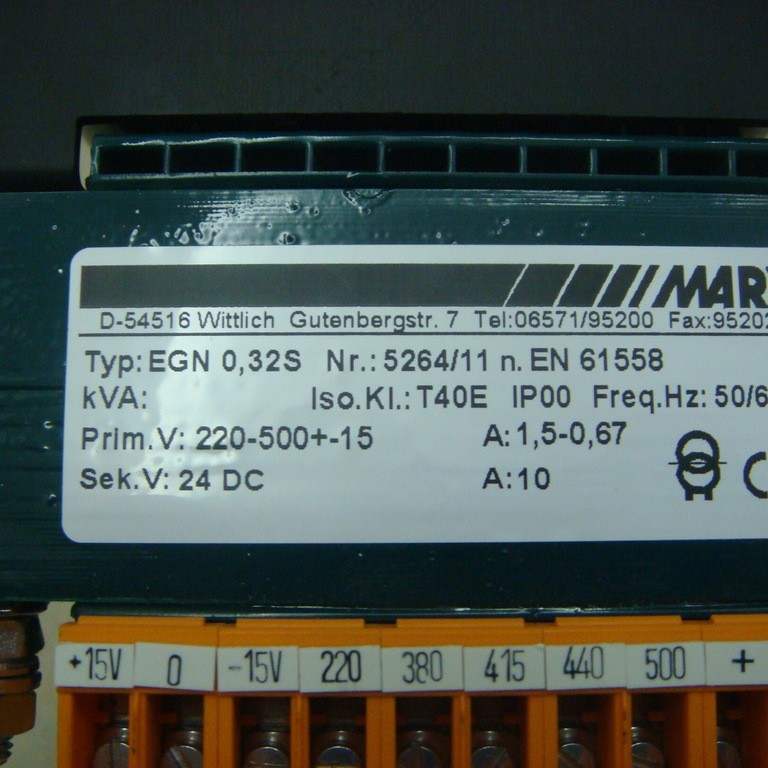 MAR
D-54516 Wittlich Gutenbergstr. 7 Tel:06571/95200 Fax:9520
Typ: EGN 0,32S Nr.: 5264/11 n. EN 61558
kVA: Iso.Kl.: T40E IP00 Freq.Hz: 50/6
Prim.V: 220-500+-15 A: 1,5-0,67
Sek.V: 24 DC A: 10
+15V 0 -15V 220 380 415 440 500 +